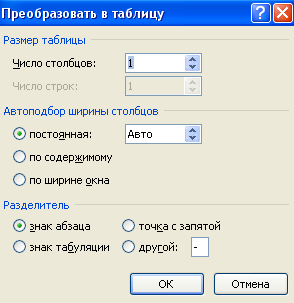 Преобразовать в таблицу
Размер таблицы
Число столбцов: 1
Число строк: 1
Автоподбор ширины столбцов
постоянная: Авто
по содержимому
по ширине окна
Разделитель
знак абзаца точка с запятой
знак табуляции другой: -
ОК Отмена